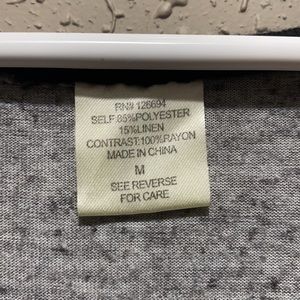 RN# 126694
SELF:85%POLYESTER
15%LINEN
CONTRAST:100%RAYON
MADE IN CHINA
M
SEE REVERSE
FOR CARE